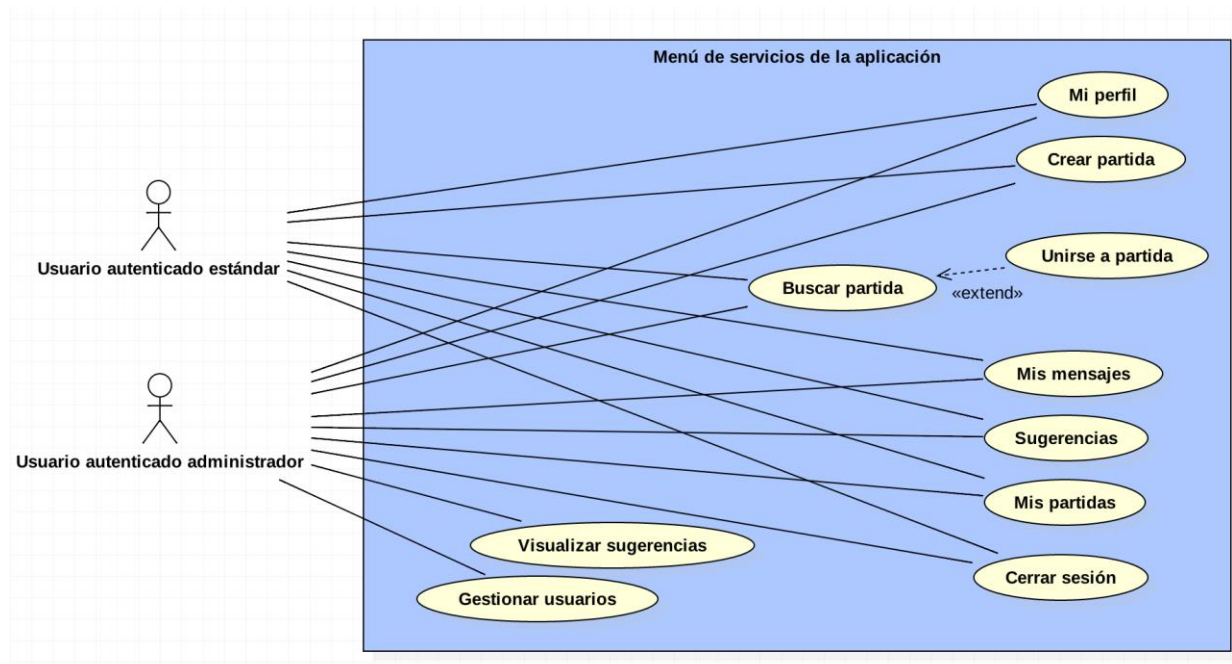 Menú de servicios de la aplicación
Mi perfil
Crear partida
Unirse a partida
Usuario autenticado estándar
Buscar partida
«extend»
Mis mensajes
Sugerencias
Usuario autenticado administrador
Mis partidas
Visualizar sugerencias
Cerrar sesión
Gestionar usuarios